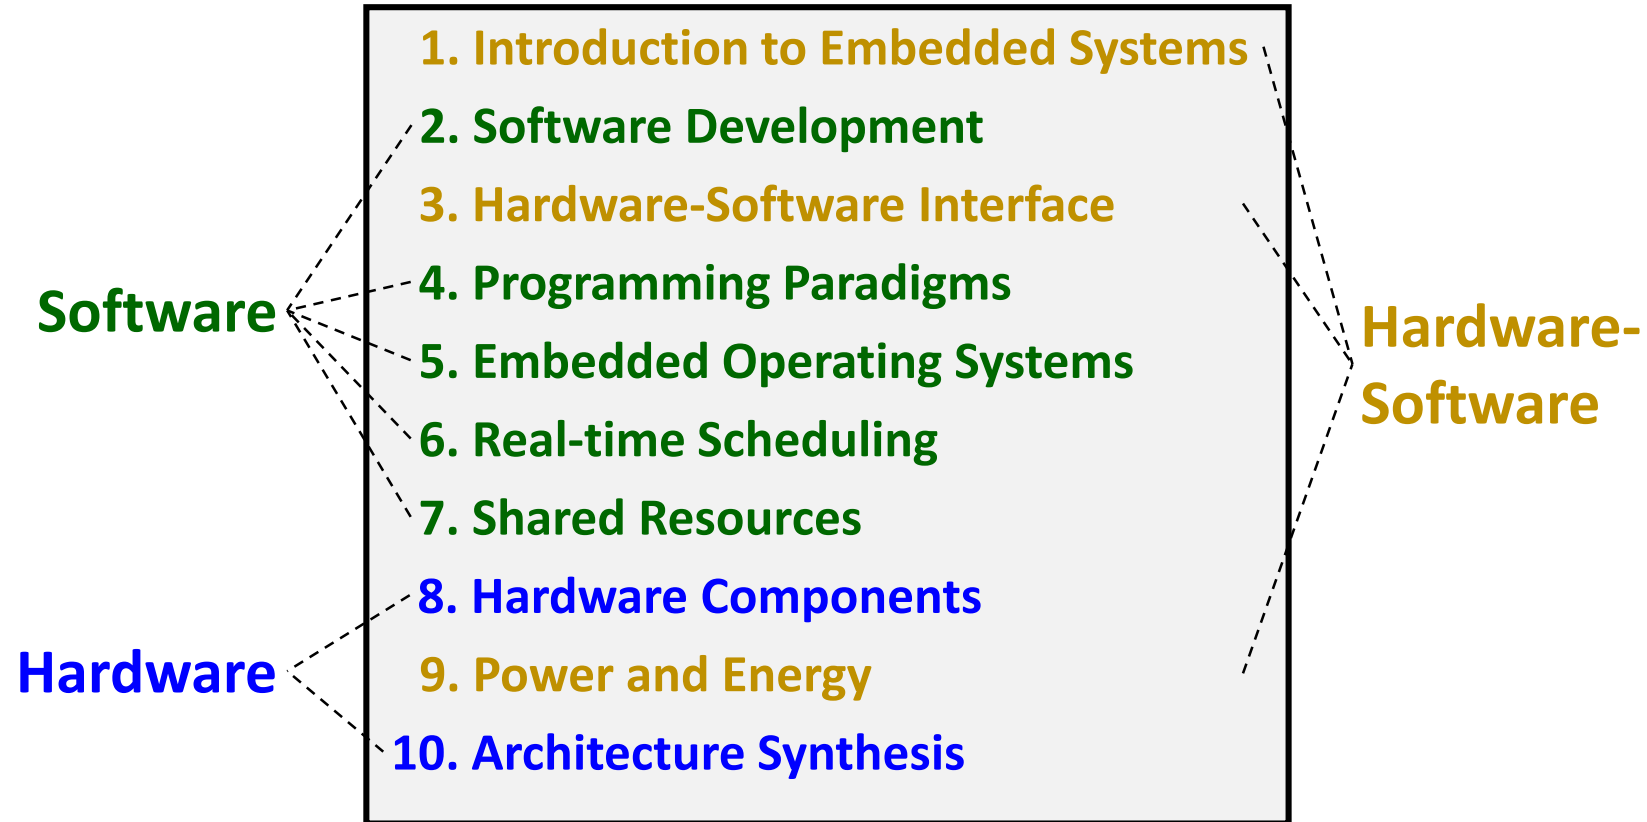 1. Introduction to Embedded Systems
2. Software Development
3. Hardware-Software Interface
4. Programming Paradigms
5. Embedded Operating Systems
6. Real-time Scheduling
7. Shared Resources
8. Hardware Components
9. Power and Energy
10. Architecture Synthesis
Software
Hardware
Hardware-
Software